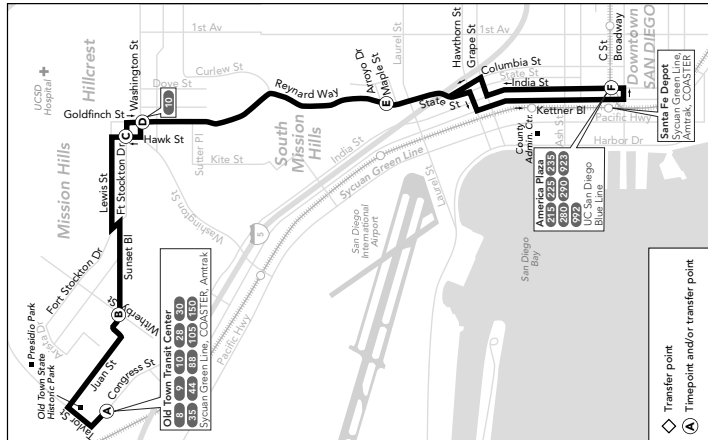 UCSD
Hospital
Hillcrest
Mission Hills
South
Mission
Hills
Downtown
SAN DIEGO
1st Av
1st Av
Washington St
Dove St
Curlew St
Goldfinch St
D
10
C
Hawk St
Ft Stockton Dr
Lewis St
Sutter Pl
Kite St
Reynard Way
Arroyo Dr
Maple St
E
Laurel St
Hawthorn St
Grape St
Columbia St
State St
India St
State St
C St
Broadway
F
Kettner Bl
Pacific Hwy
Harbor Dr
Ash St
County
Admin. Ctr.
India St
Sycuan Green Line
Washington St
5
Laurel St
San Diego
International
Airport
San Diego
Bay
Pacific Hwy
Fort Stockton Dr
Sunset Bl
Witherby St
B
Arista Dr
Presidio Park
Old Town State
Historic Park
Juan St
Taylor St
A
Congress St
Old Town Transit Center
8 9 10 28 30
35 44 88 105 150
Sycuan Green Line, COASTER, Amtrak
America Plaza
215 225 235
280 290 923
992
UC San Diego
Blue Line
Santa Fe Depot
Sycuan Green Line,
Amtrak, COASTER
Transfer point
A Timepoint and/or transfer point